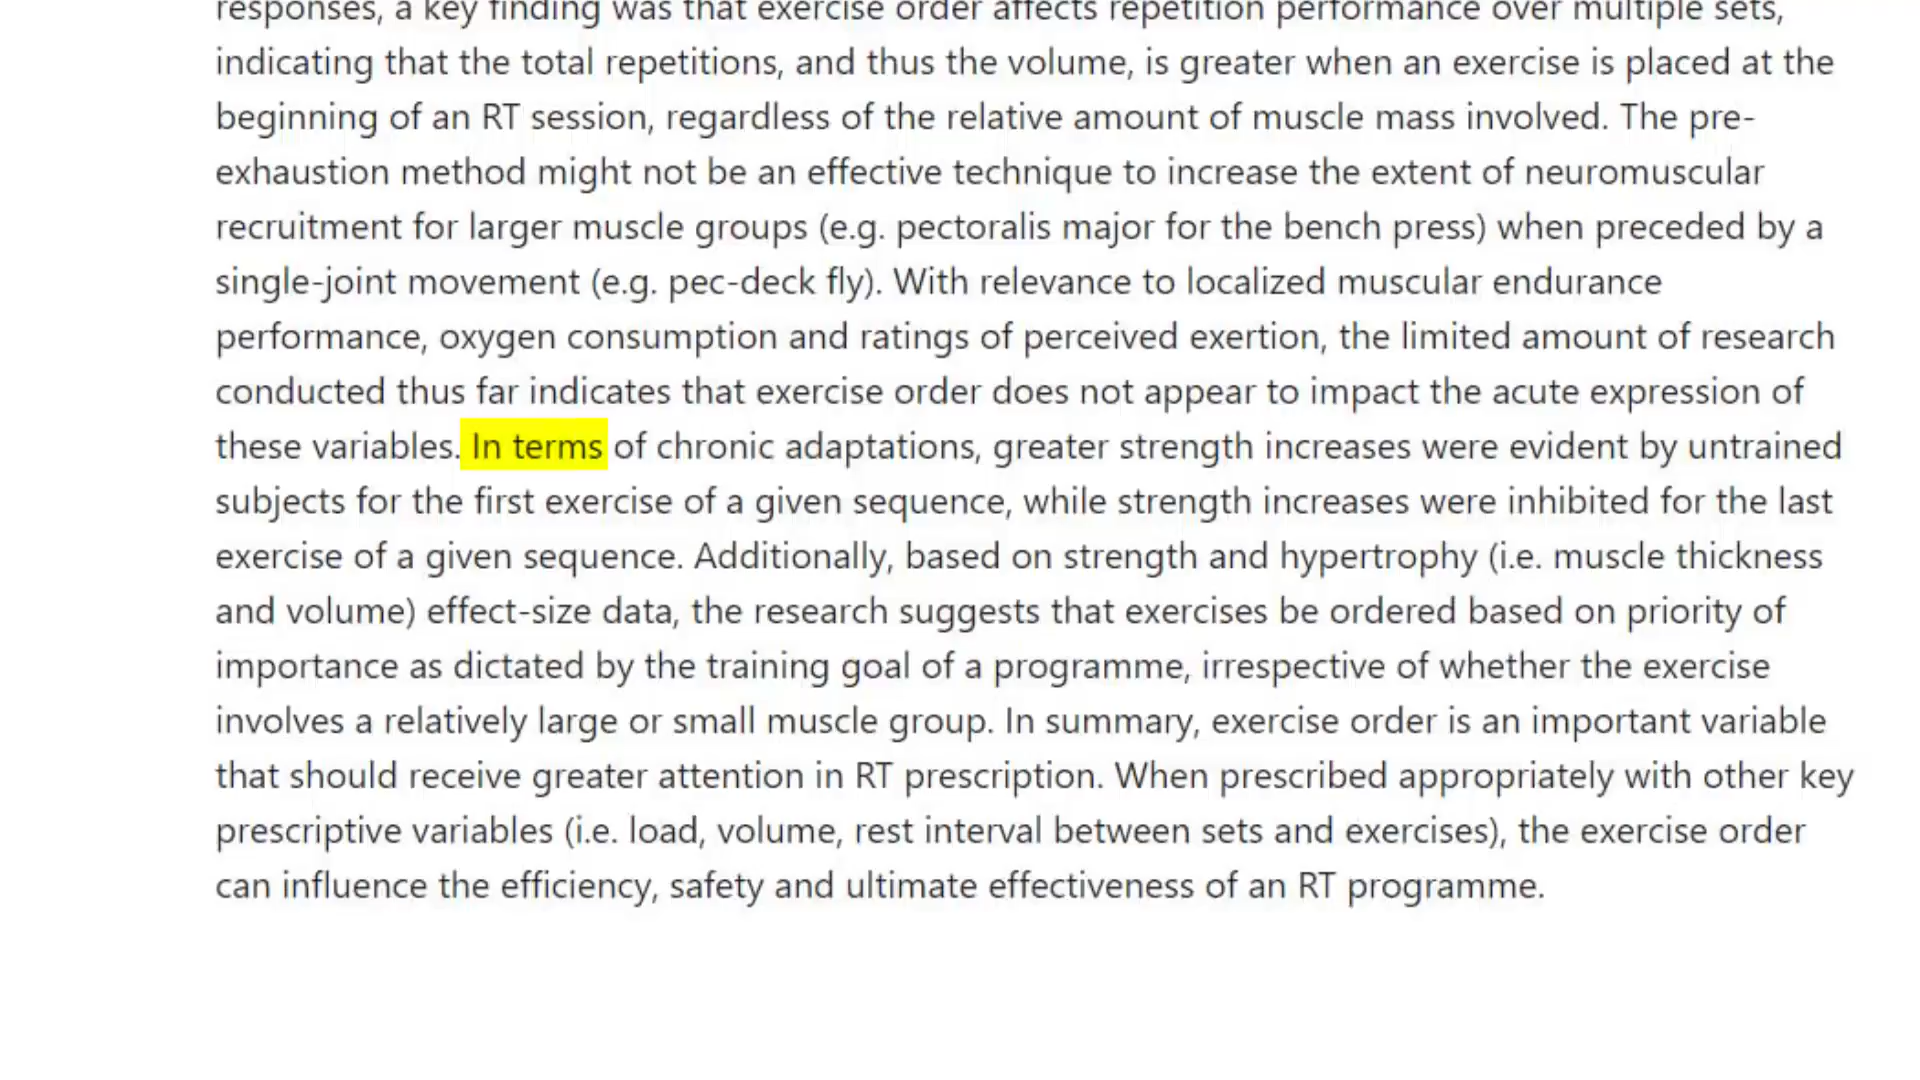 responses, a key finding was that exercise order affects repetition performance over multiple sets,
indicating that the total repetitions, and thus the volume, is greater when an exercise is placed at the
beginning of an RT session, regardless of the relative amount of muscle mass involved. The pre-
exhaustion method might not be an effective technique to increase the extent of neuromuscular
recruitment for larger muscle groups (e.g. pectoralis major for the bench press) when preceded by a
single-joint movement (e.g. pec-deck fly). With relevance to localized muscular endurance
performance, oxygen consumption and ratings of perceived exertion, the limited amount of research
conducted thus far indicates that exercise order does not appear to impact the acute expression of
these variables. In terms of chronic adaptations, greater strength increases were evident by untrained
subjects for the first exercise of a given sequence, while strength increases were inhibited for the last
exercise of a given sequence. Additionally, based on strength and hypertrophy (i.e. muscle thickness
and volume) effect-size data, the research suggests that exercises be ordered based on priority of
importance as dictated by the training goal of a programme, irrespective of whether the exercise
involves a relatively large or small muscle group. In summary, exercise order is an important variable
that should receive greater attention in RT prescription. When prescribed appropriately with other key
prescriptive variables (i.e. load, volume, rest interval between sets and exercises), the exercise order
can influence the efficiency, safety and ultimate effectiveness of an RT programme.